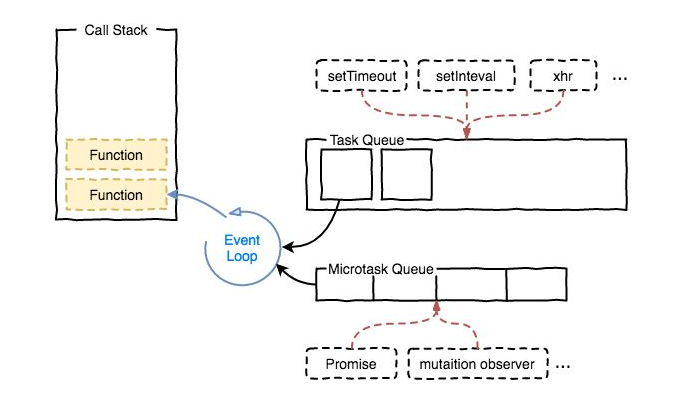 Call Stack
Function
Function
Event
Loop
setTimeout
setInteval
xhr
...
Task Queue
Microtask Queue
Promise
mutaition observer
...